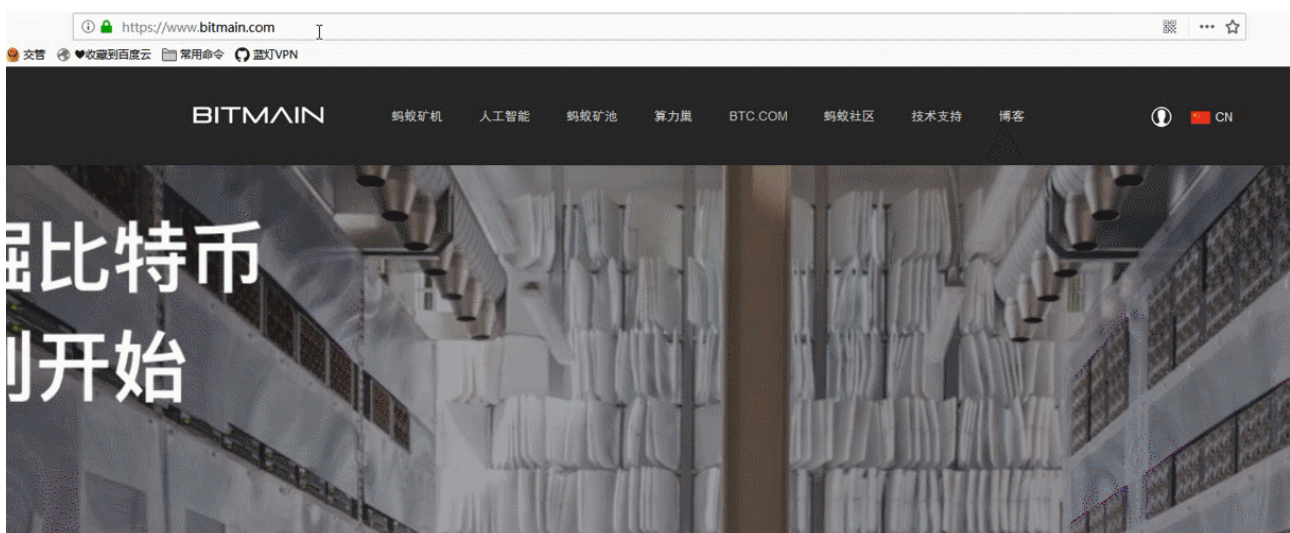 https://www.bitmain.com
交管 ♥收藏到百度云 常用命令 蓝灯VPN
BITMAIN 蚂蚁矿机 人工智能 蚂蚁矿池 算力巢 BTC.COM 蚂蚁社区 技术支持 博客 CN
掘比特币
刻开始